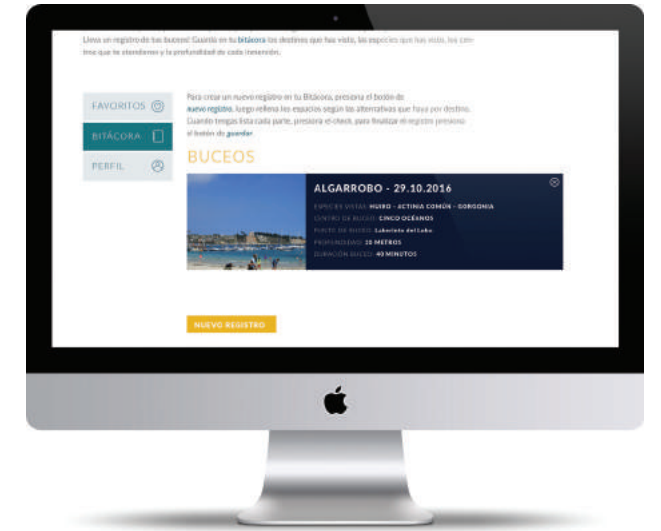 Lleva un registro de tus buceos! Guarda en tu bitácora los destinos que has visto, las especies que has visto, los cen-
tros que te atendieron y la profundidad de cada inmersión.
Para crear un nuevo registro en tu Bitácora, presiona el botón de
nuevo registro, luego rellena los espacios según las alternativas que haya por destino.
Cuando tengas lista cada parte, presiona el check, para finalizar el registro presiona
el botón de guardar
FAVORITOS
BITÁCORA
PERFIL
BUCEOS
ALGARROBO - 29.10.2016
ESPECIES VISTAS: HUIRO - ACTINIA COMÚN - GORGONIA
CENTRO DE BUCEO: CINCO OCÉANOS
PUNTO DE BUCEO: Laberinto del Lobo
PROFUNDIDAD: 10 METROS
DURACIÓN BUCEO: 40 MINUTOS
NUEVO REGISTRO